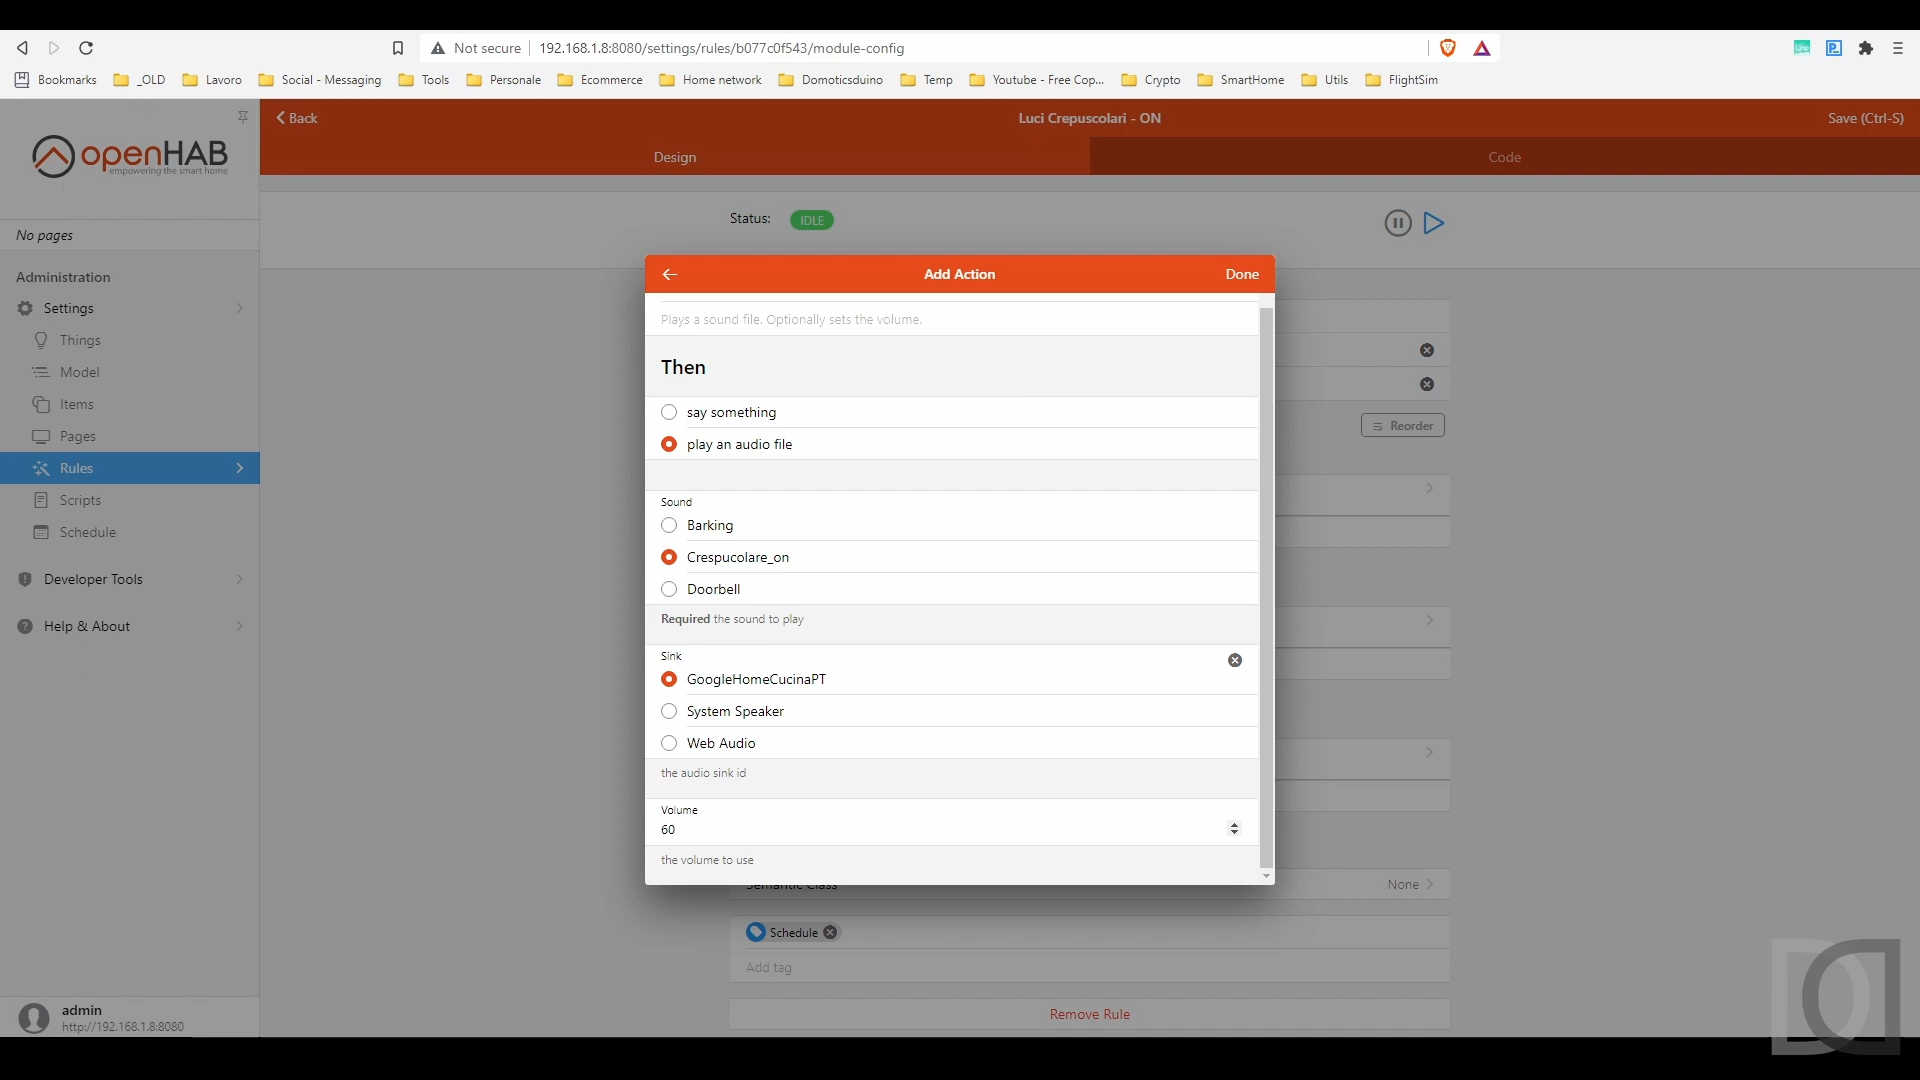 Not secure
192.168.1.8:8080/settings/rules/b077c0f543/module-config
Bookmarks
_OLD
Lavoro
Social - Messaging
Tools
Personale
Ecommerce
Home network
Domoticsduino
Temp
Youtube - Free Cop...
Crypto
SmartHome
Utils
FlightSim
openHAB
empowering the smart home
Back
Luci Crepuscolari - ON
Save (Ctrl-S)
Design
Code
No pages
Administration
Settings
Things
Model
Items
Pages
Rules
Scripts
Schedule
Developer Tools
Help & About
admin
http://192.168.1.8:8080
Status:
IDLE
Reorder
Add Action
Done
Plays a sound file. Optionally sets the volume.
Then
say something
play an audio file
Sound
Barking
Crespucolare_on
Doorbell
Required the sound to play
Sink
GoogleHomeCucinaPT
System Speaker
Web Audio
the audio sink id
Volume
60
the volume to use
Semantic Class
None
Schedule
Add tag
Remove Rule